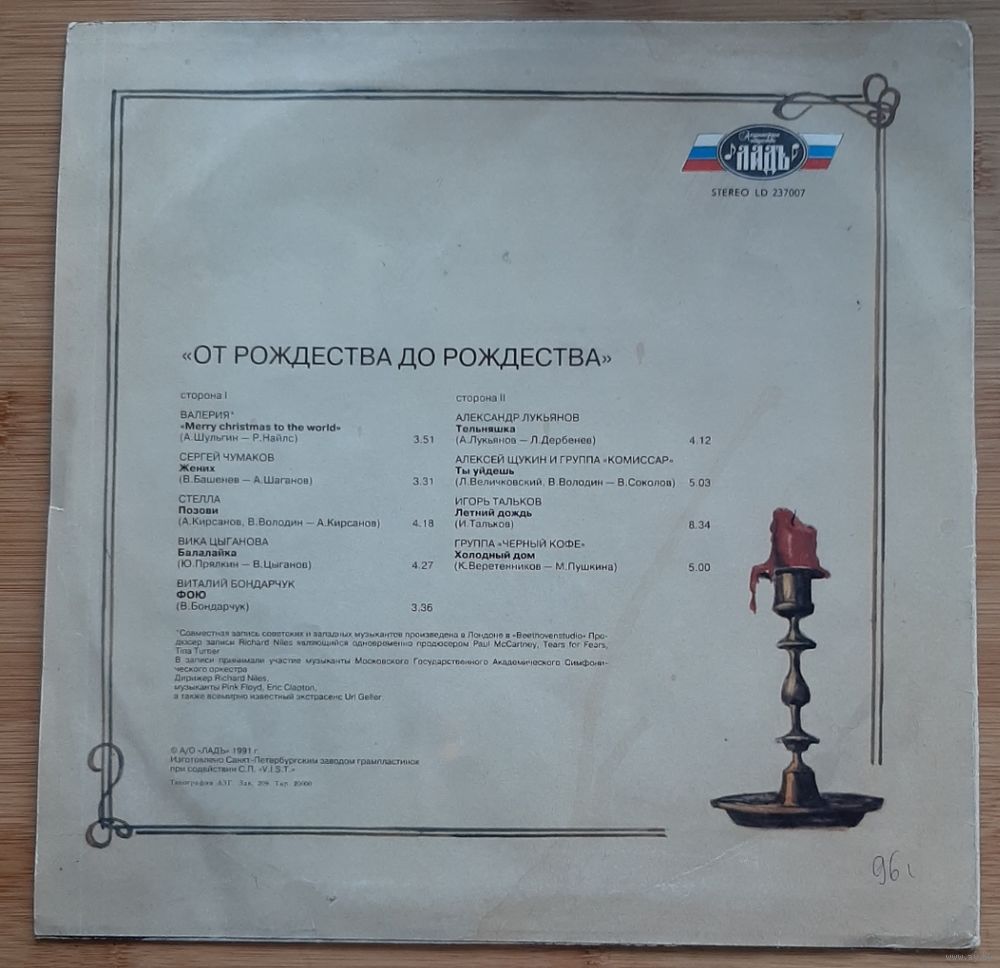 ЛАДЪ
STEREO LD 237007
«ОТ РОЖДЕСТВА ДО РОЖДЕСТВА»
сторона I
ВАЛЕРИЯ*
«Merry christmas to the world»
(А.Шульгин — Р.Найлс) 3.51
СЕРГЕЙ ЧУМАКОВ
Жених
(В.Башенев — А.Шаганов) 3.31
СТЕЛЛА
Позови
(А.Кирсанов, В.Володин — А.Кирсанов) 4.18
ВИКА ЦЫГАНОВА
Балалайка
(Ю.Прялкин — В.Цыганов) 4.27
ВИТАЛИЙ БОНДАРЧУК
ФОЮ
(В.Бондарчук) 3.36
сторона II
АЛЕКСАНДР ЛУКЬЯНОВ
Тельняшка
(А.Лукьянов — Л.Дербенев) 4.12
АЛЕКСЕЙ ЩУКИН И ГРУППА «КОМИССАР»
Ты уйдешь
(Л.Величковский, В.Володин — В.Соколов) 5.03
ИГОРЬ ТАЛЬКОВ
Летний дождь
(И.Тальков) 8.34
ГРУППА «ЧЕРНЫЙ КОФЕ»
Холодный дом
(К.Веретенников — М.Пушкина) 5.00
*Совместная запись советских и западных музыкантов произведена в Лондоне в «Beethovenstudio» Про-
дюсер записи Richard Niles являющийся одновременно продюсером Paul McCartney, Tears for Fears,
Tina Turner
В записи принимали участие музыканты Московского Государственного Академического Симфони-
ческого оркестра
Дирижер Richard Niles,
музыканты Pink Floyd, Eric Clapton,
а также всемирно известный экстрасенс Uri Geller
© А/О «ЛАДЬ» 1991 г.
Изготовлено Санкт-Петербургским заводом грампластинок
при содействии С.П. «V.I.S.T.»
Типография АЗГ. Зак. 209. Тир. 20000
96